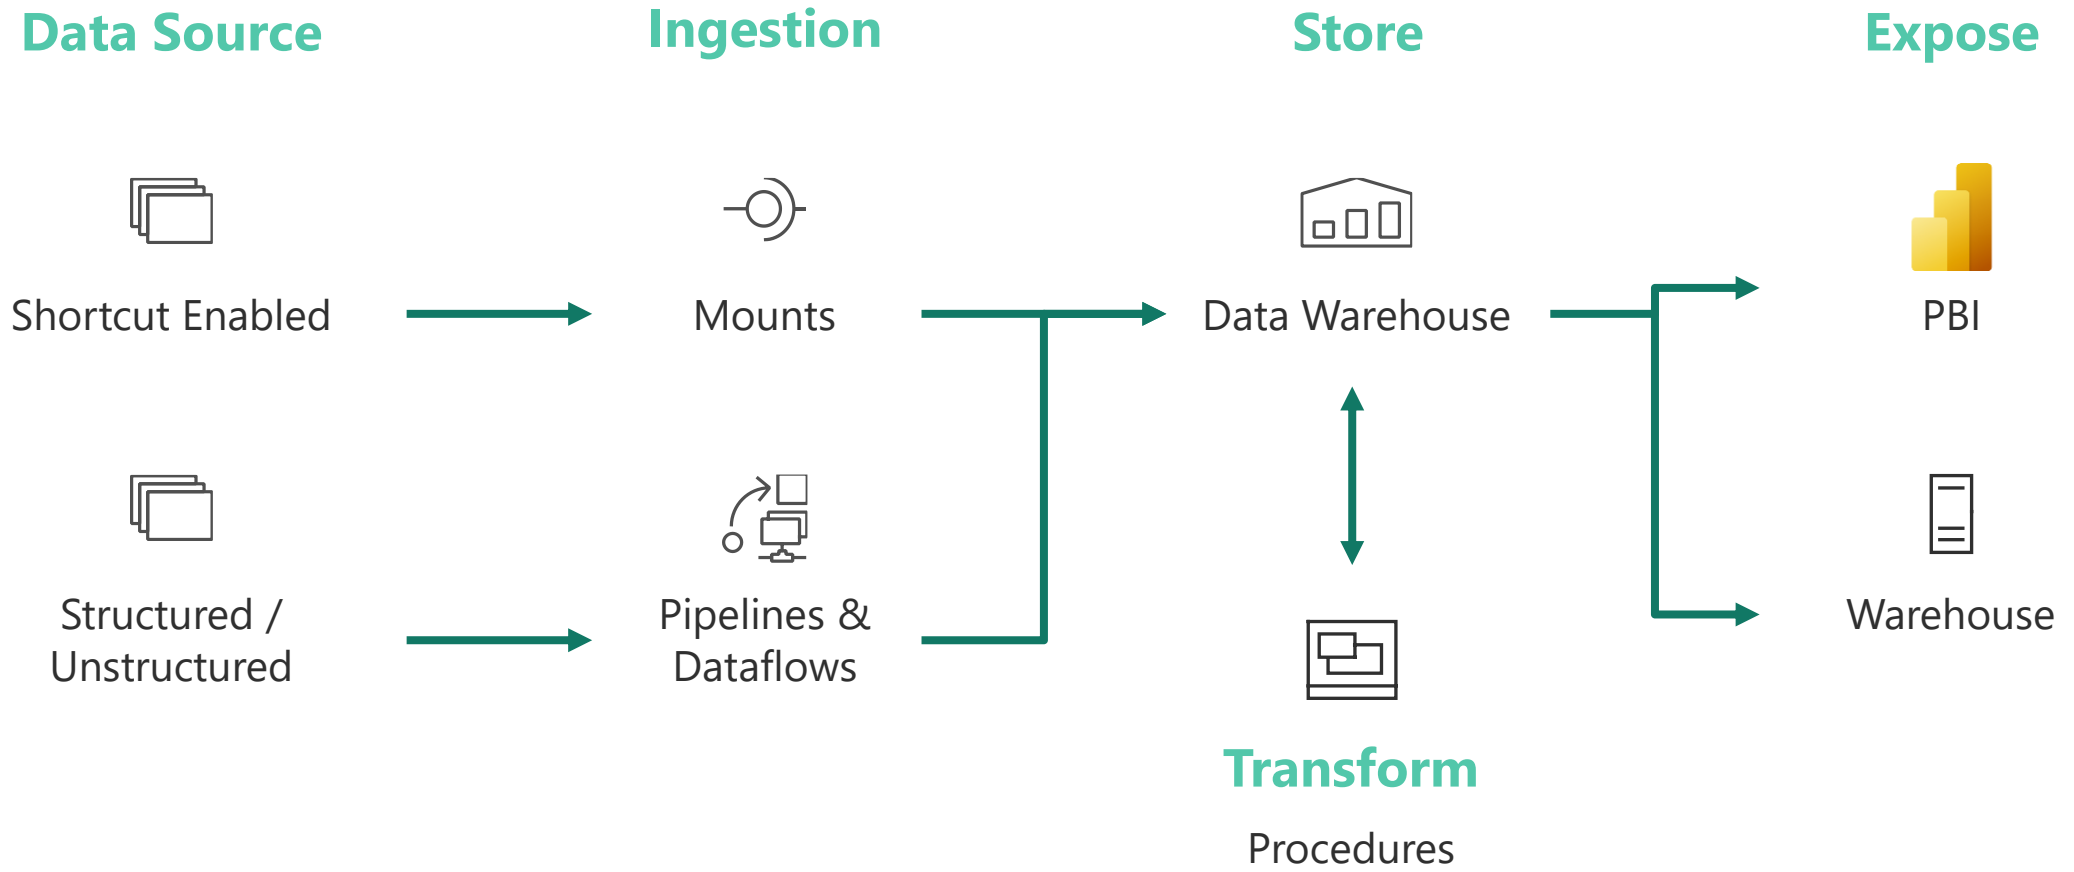 Data Source
Ingestion
Store
Expose
Shortcut Enabled
Mounts
Data Warehouse
PBI
Structured /
Unstructured
Pipelines &
Dataflows
Warehouse
Transform
Procedures